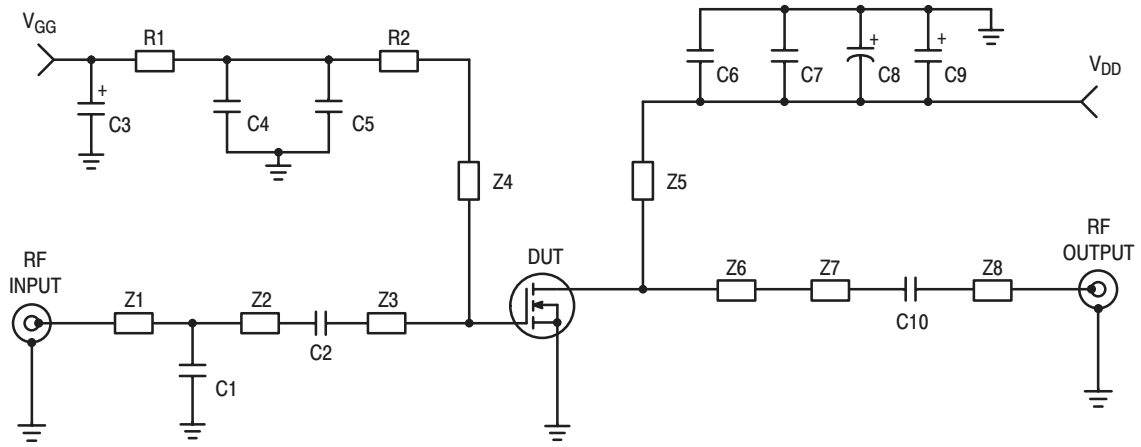 VGG
R1
R2
+
C3
C4
C5
Z4
C6
C7
+
C8
+
C9
VDD
Z5
RF
INPUT
Z1
Z2
C2
Z3
C1
DUT
Z6
Z7
C10
Z8
RF
OUTPUT